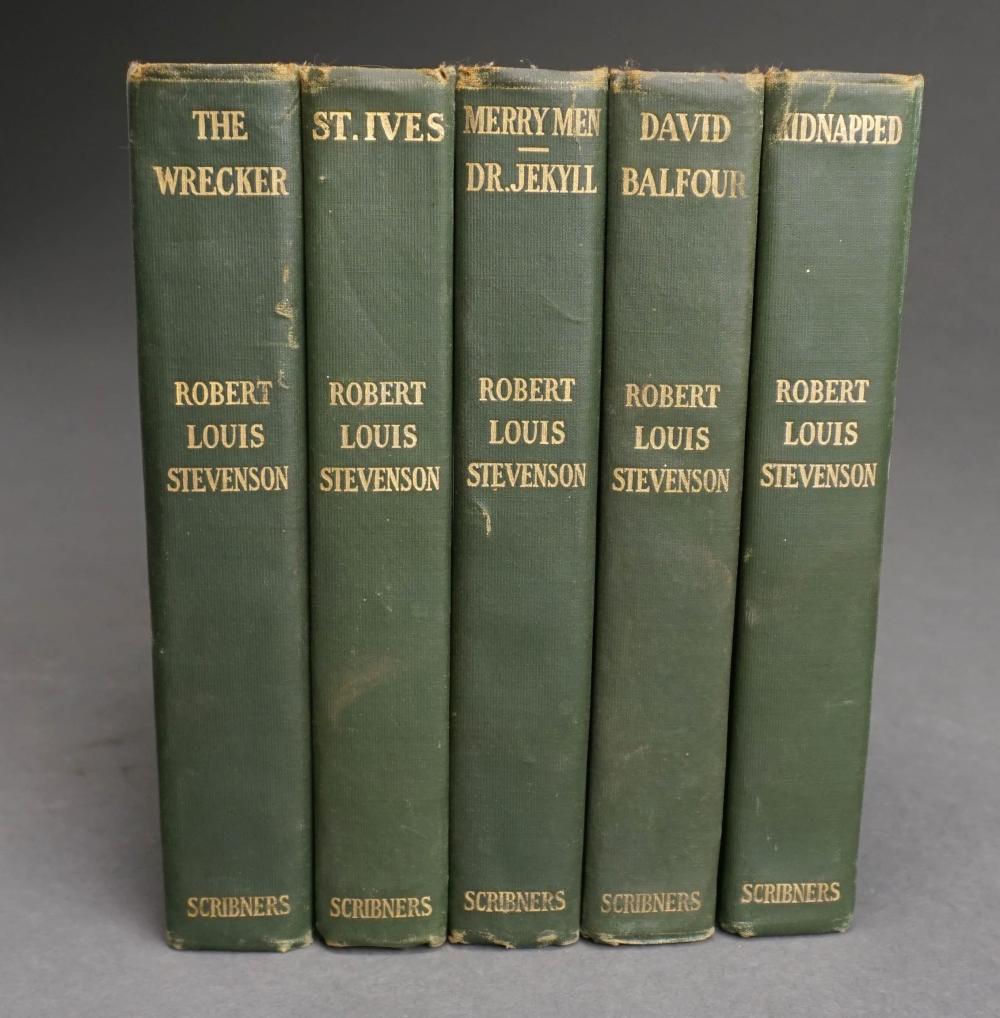 THE
WRECKER
ROBERT
LOUIS
STEVENSON
SCRIBNERS
ST. IVES
ROBERT
LOUIS
STEVENSON
SCRIBNERS
MERRY MEN
—
DR. JEKYLL
ROBERT
LOUIS
STEVENSON
SCRIBNERS
DAVID
BALFOUR
ROBERT
LOUIS
STEVENSON
SCRIBNERS
KIDNAPPED
ROBERT
LOUIS
STEVENSON
SCRIBNERS